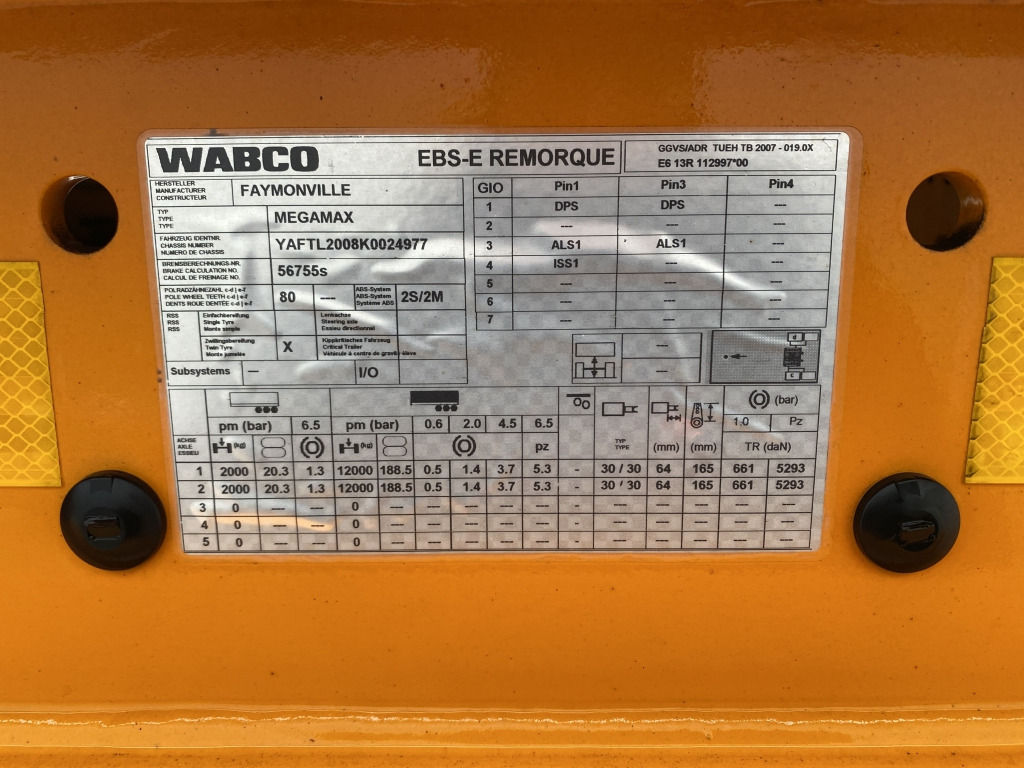 WABCO EBS-E REMORQUE
GGVS/ADR TUEH TB 2007 - 019.0X
E6 13R 112997*00
HERSTELLER
MANUFACTURER
CONSTRUCTEUR
FAYMONVILLE
TYP
TYPE
TYPE
MEGAMAX
FAHRZEUG IDENTNR.
CHASSIS NUMBER
NUMERO DE CHASSIS
YAFTL2008K0024977
BREMSBERECHNUNGS-NR.
BRAKE CALCULATION NO.
CALCUL DE FREINAGE NO.
56755s
POLRADZÄHNEZAHL c-d | e-f
POLE WHEEL TEETH c-d | e-f
DENTS ROUE DENTÉE c-d | e-f
80 ----
ABS-System
ABS-System
Système ABS
2S/2M
RSS
RSS
RSS
Einfachbereifung
Single Tyre
Monte simple
Lenkachse
Steering axle
Essieu directionnel
Zwillingsbereifung
Twin Tyre
Monte jumelée
X
Kippkritisches Fahrzeug
Critical Trailer
Véhicule à centre de gravité élevé
Subsystems — I/O
GIO Pin1 Pin3 Pin4
1 DPS DPS ----
2 ---- ---- ----
3 ALS1 ALS1 ----
4 ISS1 ---- ----
5 ---- ---- ----
6 ---- ---- ----
7 ---- ---- ----
----
----
d
c
pm (bar) 6.5 pm (bar) 0.6 2.0 4.5 6.5
(bar)
1.0 Pz
ACHSE
AXLE
ESSIEU
(kg) (kg) pz
TYP
TYPE
(mm) (mm) TR (daN)
1 2000 20.3 1.3 12000 188.5 0.5 1.4 3.7 5.3 - 30 / 30 64 165 661 5293
2 2000 20.3 1.3 12000 188.5 0.5 1.4 3.7 5.3 - 30 / 30 64 165 661 5293
3 0 ---- ---- 0 ---- ---- ---- ---- ---- - ---- ---- ---- ---- ----
4 0 ---- ---- 0 ---- ---- ---- ---- ---- - ---- ---- ---- ---- ----
5 0 ---- ---- 0 ---- ---- ---- ---- ---- - ---- ---- ---- ---- ----